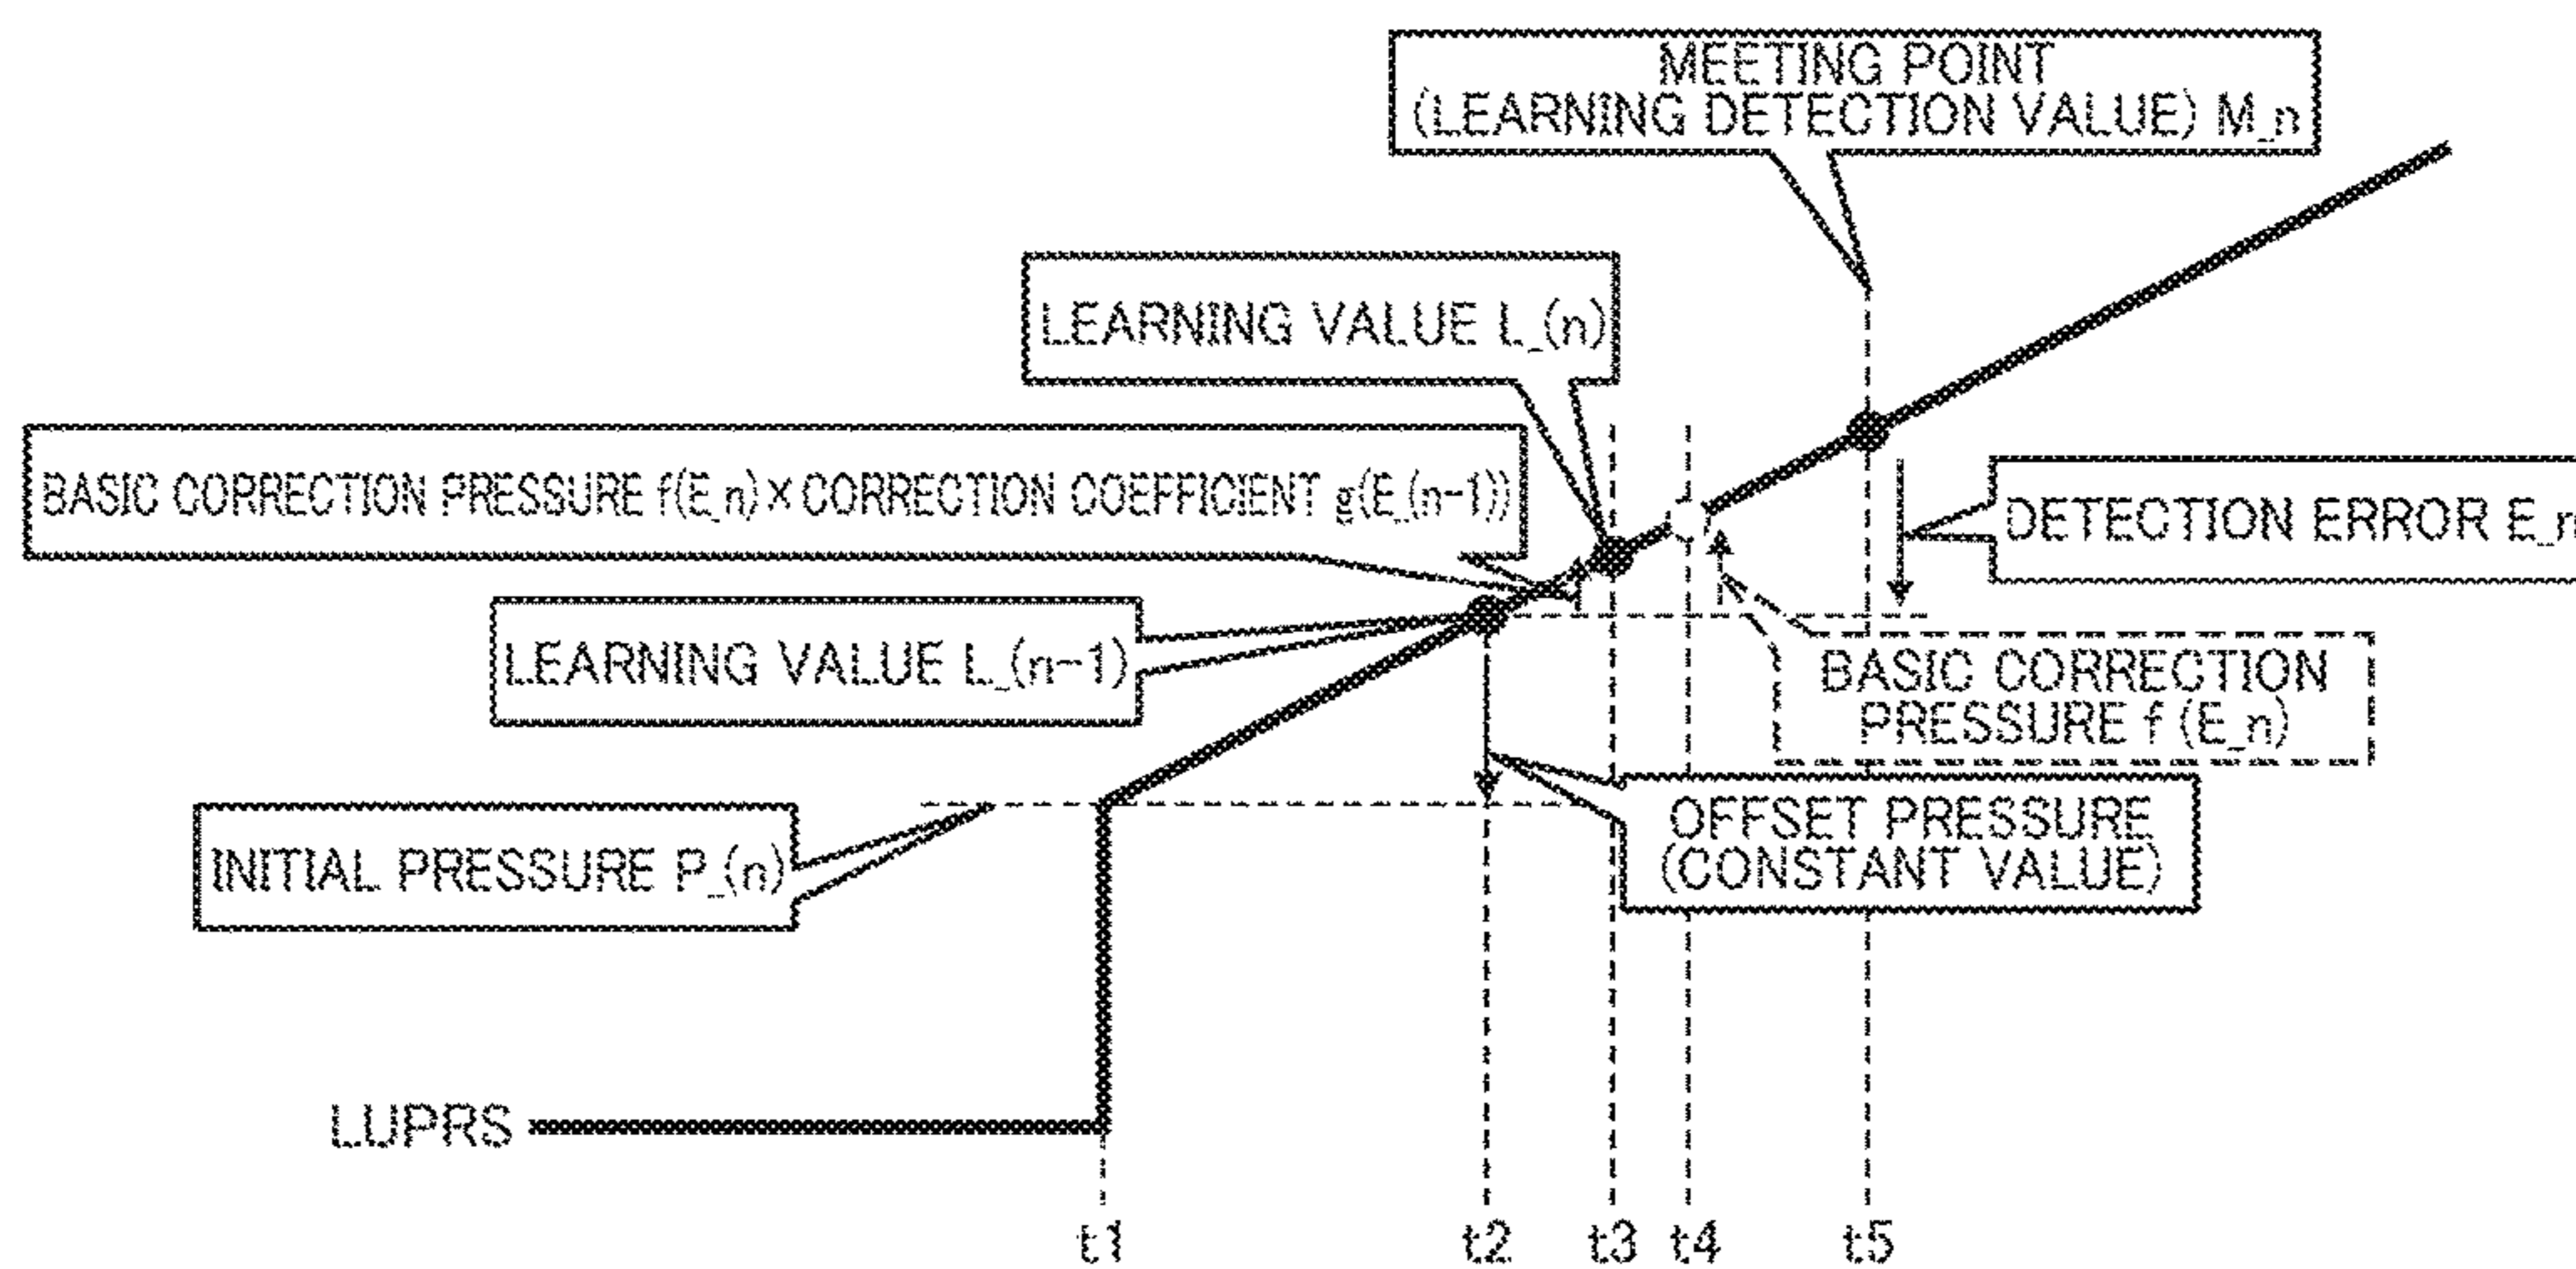 MEETING POINT
(LEARNING DETECTION VALUE) M_n
LEARNING VALUE L_(n)
BASIC CORRECTION PRESSURE f(E_n)×CORRECTION COEFFICIENT g(E_(n-1))
DETECTION ERROR E_n
LEARNING VALUE L_(n-1)
BASIC CORRECTION
PRESSURE f (E_n)
OFFSET PRESSURE
(CONSTANT VALUE)
INITIAL PRESSURE P_(n)
LUPRS
t1 t2 t3 t4 t5